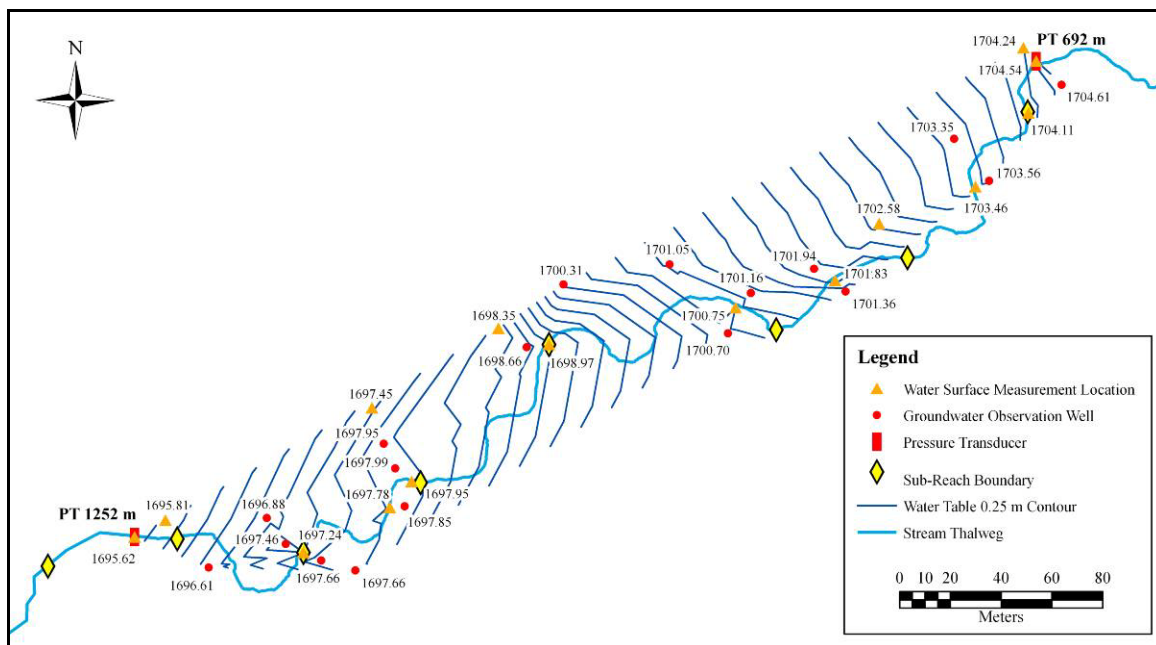 N
1704.24
PT 692 m
1704.54
1704.61
1703.35
1704.11
1703.56
1703.46
1702.58
1701.05
1701.94
1700.31
1701.16
1701.83
1701.36
1698.35
1700.75
1700.70
1698.66
1698.97
1697.45
1697.95
1697.99
1697.95
1697.78
1697.85
1695.81
1696.88
PT 1252 m
1697.46
1697.24
1695.62
1696.61
1697.66
1697.66
Legend
Water Surface Measurement Location
Groundwater Observation Well
Pressure Transducer
Sub-Reach Boundary
Water Table 0.25 m Contour
Stream Thalweg
0 10 20 40 60 80
Meters